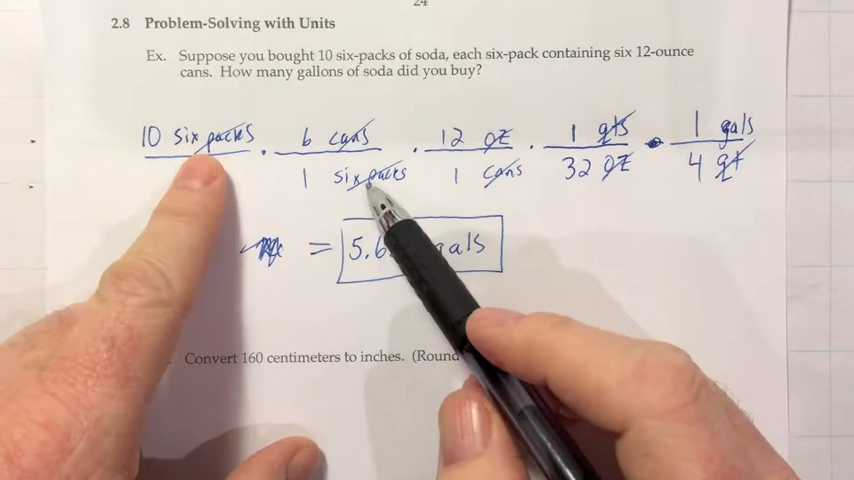 24
2.8 Problem-Solving with Units
Ex. Suppose you bought 10 six-packs of soda, each six-pack containing six 12-ounce
cans. How many gallons of soda did you buy?
10 six packs · 6 cans · 12 oz · 1 qts · 1 gals
1 six packs 1 cans 32 oz 4 qt
= 5.6 gals
Convert 160 centimeters to inches. (Round